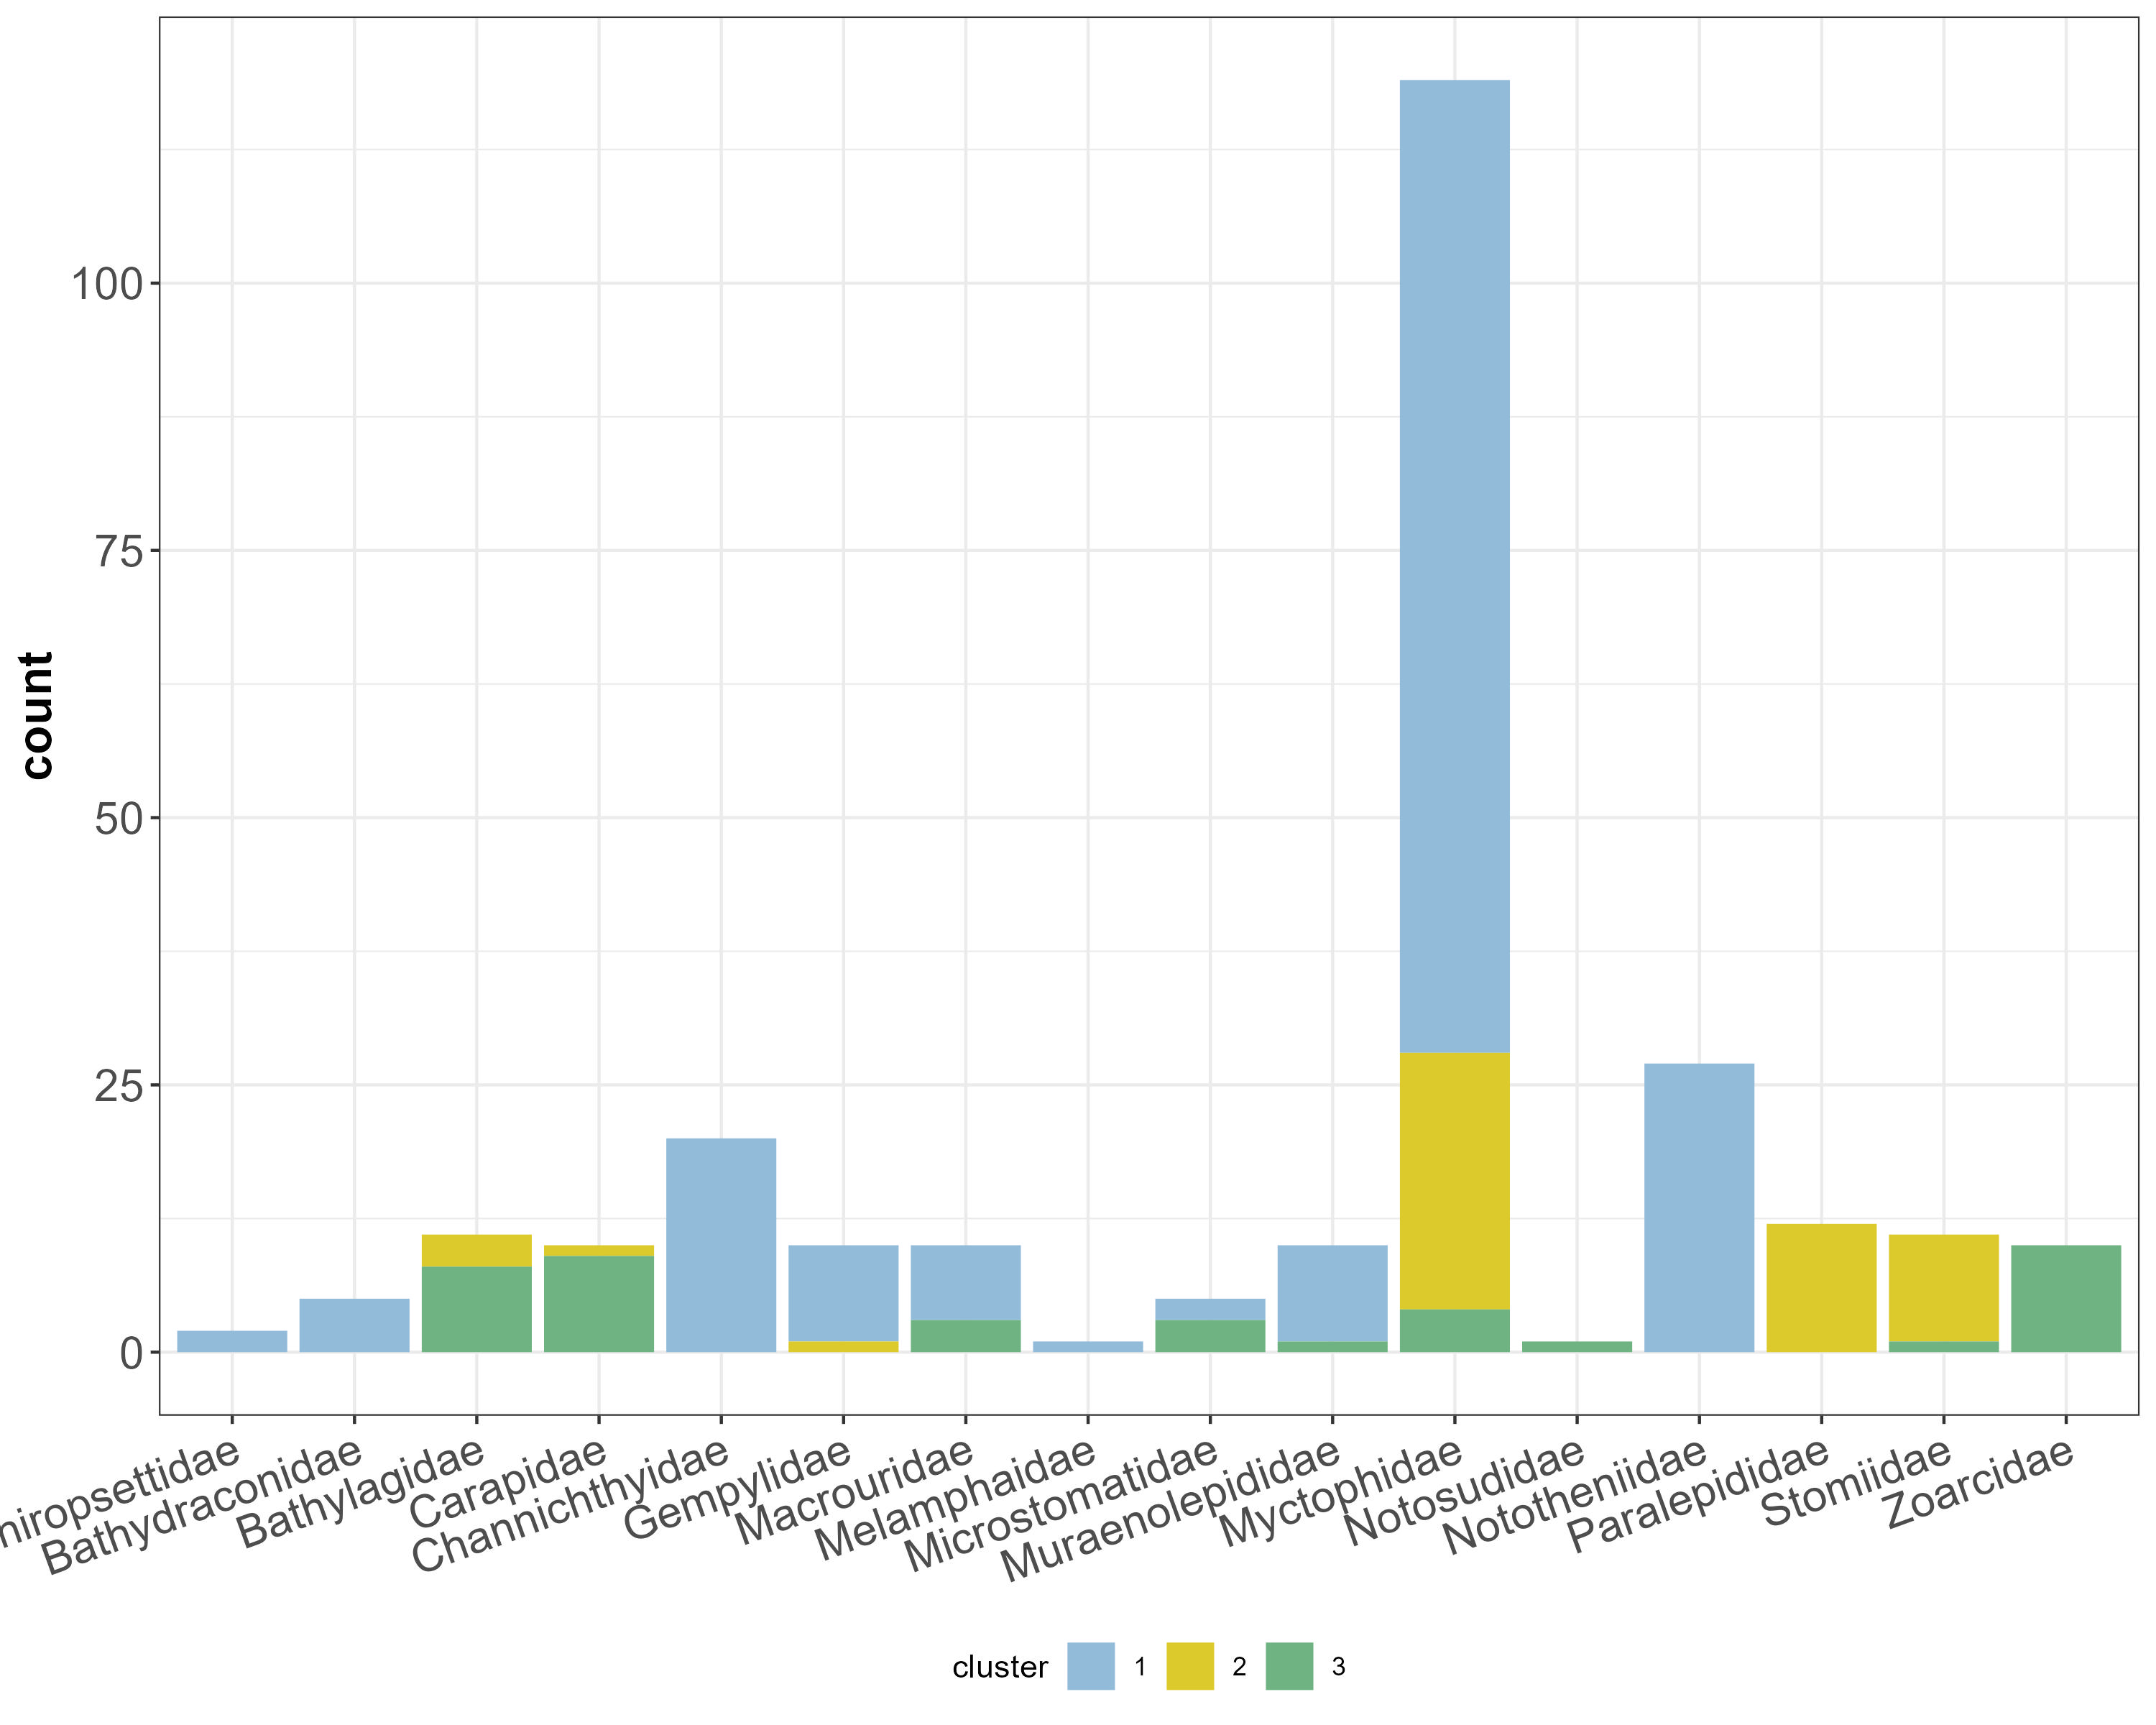 count
100
75
50
25
0
niropsettidae
Bathydraconidae
Bathylagidae
Carapidae
Channichthyidae
Gempylidae
Macrouridae
Melamphaidae
Microstomatidae
Muraenolepididae
Myctophidae
Notosudidae
Nototheniidae
Paralepididae
Stomiidae
Zoarcidae
cluster 1 2 3